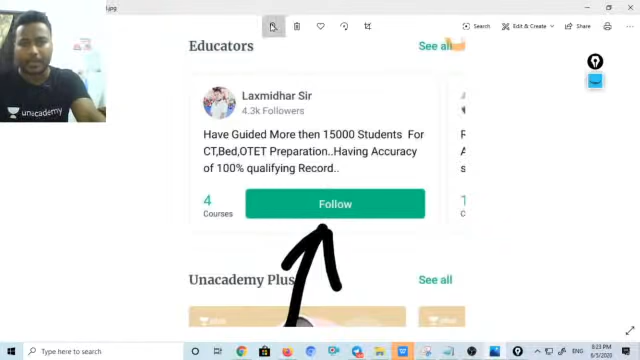 .jpg
Search
Edit & Create
Share
unacademy
Educators
See all
Laxmidhar Sir
4.3k Followers
Have Guided More then 15000 Students For
CT,Bed,OTET Preparation..Having Accuracy
of 100% qualifying Record..
4
Courses
Follow
Unacademy Plus
See all
Type here to search
ENG
8:23 PM
6/5/2020